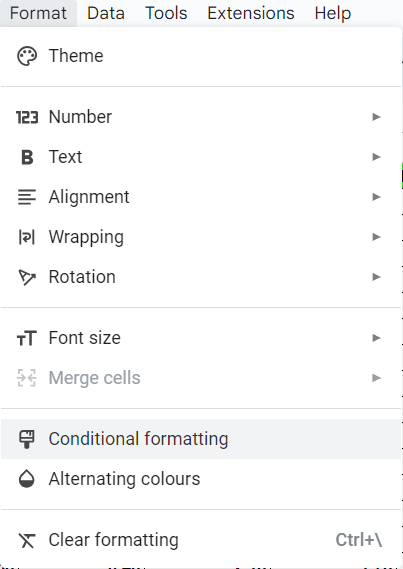 Format Data Tools Extensions Help
Theme
123 Number
B Text
Alignment
Wrapping
Rotation
TT Font size
Merge cells
Conditional formatting
Alternating colours
Clear formatting Ctrl+\